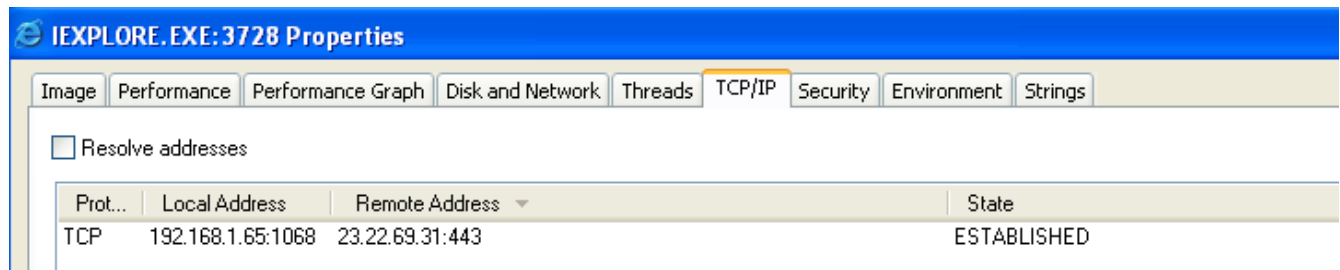 IEXPLORE.EXE:3728 Properties
Image Performance Performance Graph Disk and Network Threads TCP/IP Security Environment Strings
Resolve addresses
Prot... Local Address Remote Address State
TCP 192.168.1.65:1068 23.22.69.31:443 ESTABLISHED